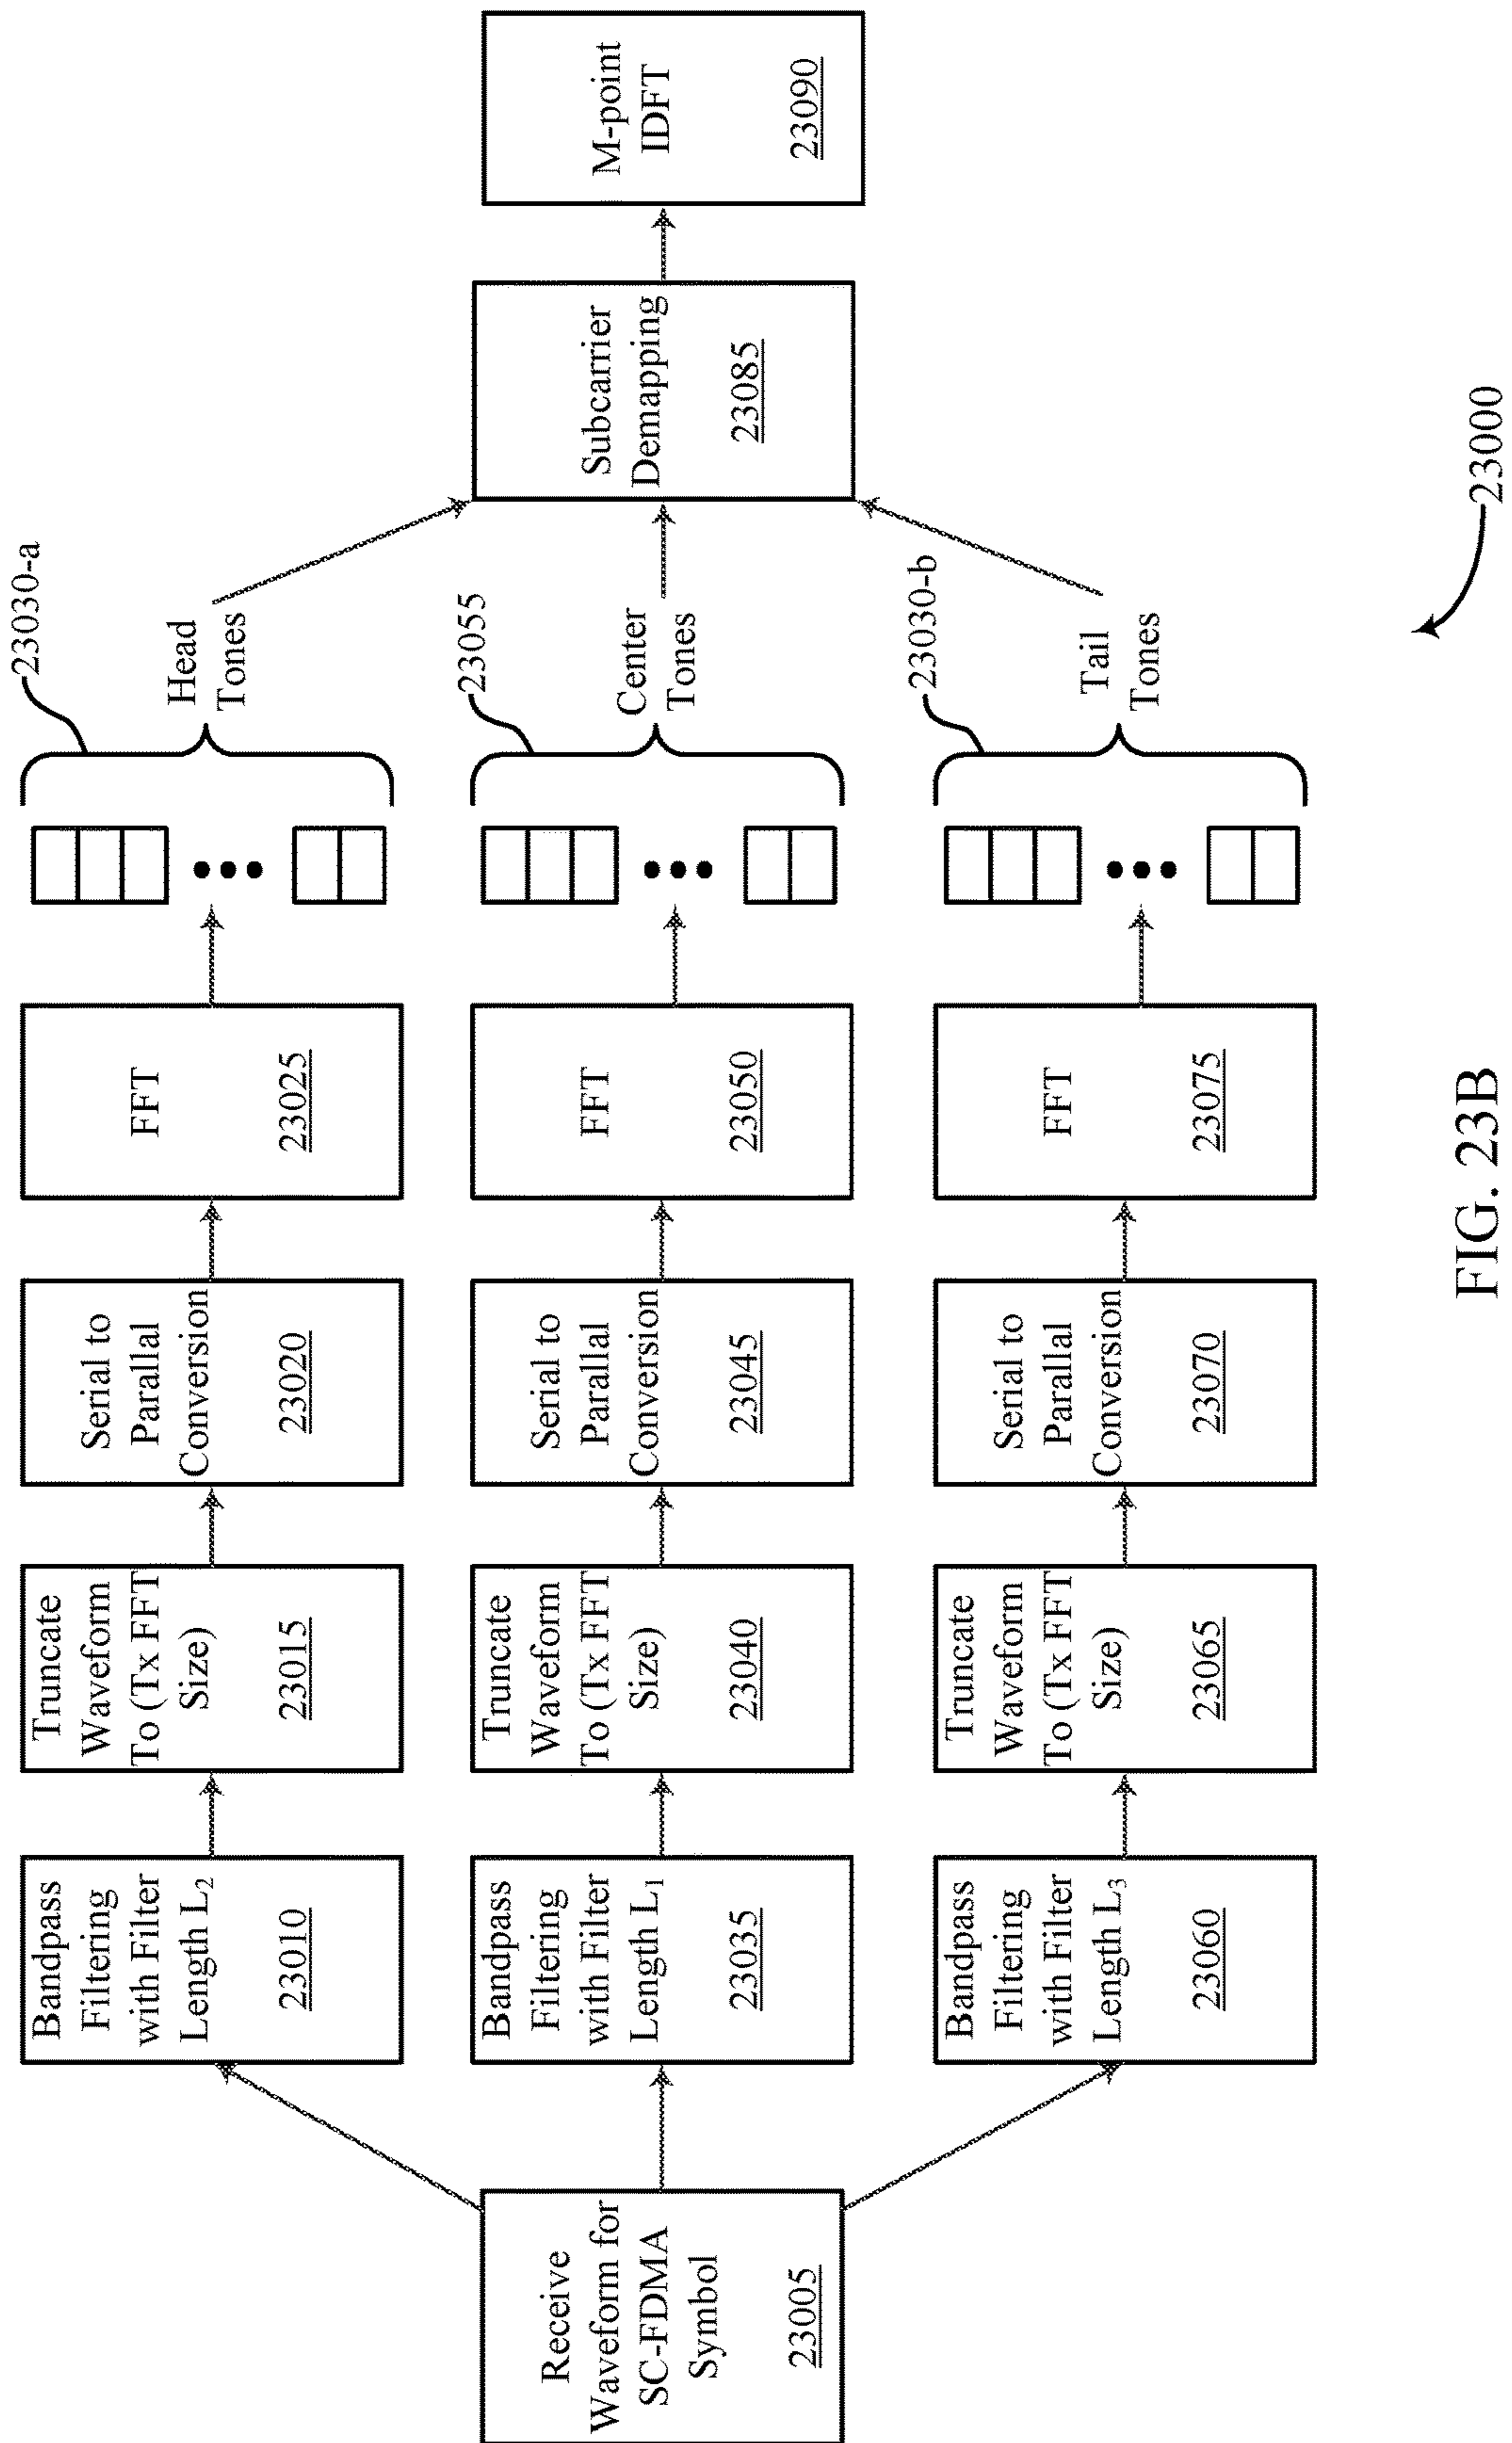 Receive
Waveform for
SC-FDMA
Symbol
23005
Bandpass
Filtering
with Filter
Length L₂
23010
Truncate
Waveform
To (Tx FFT
Size)
23015
Serial to
Parallal
Conversion
23020
FFT
23025
23030-a
Head
Tones
Bandpass
Filtering
with Filter
Length L₁
23035
Truncate
Waveform
To (Tx FFT
Size)
23040
Serial to
Parallal
Conversion
23045
FFT
23050
23055
Center
Tones
Bandpass
Filtering
with Filter
Length L₃
23060
Truncate
Waveform
To (Tx FFT
Size)
23065
Serial to
Parallal
Conversion
23070
FFT
23075
23030-b
Tail
Tones
Subcarrier
Demapping
23085
M-point
IDFT
23090
23000
FIG. 23B